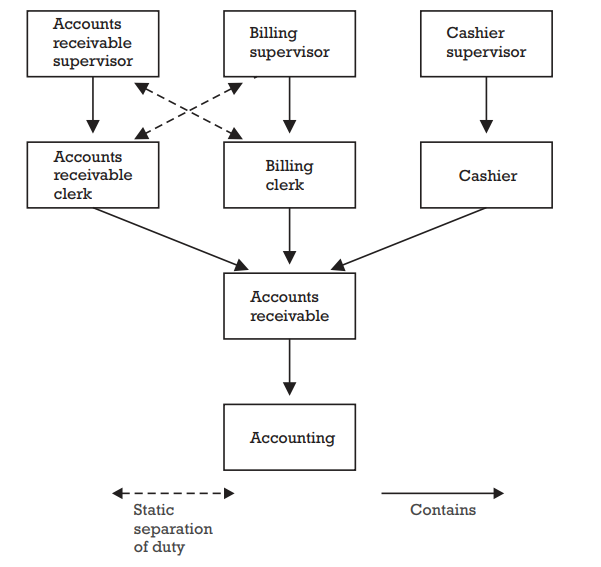 Accounts
receivable
supervisor
Billing
supervisor
Cashier
supervisor
Accounts
receivable
clerk
Billing
clerk
Cashier
Accounts
receivable
Accounting
Static
separation
of duty
Contains